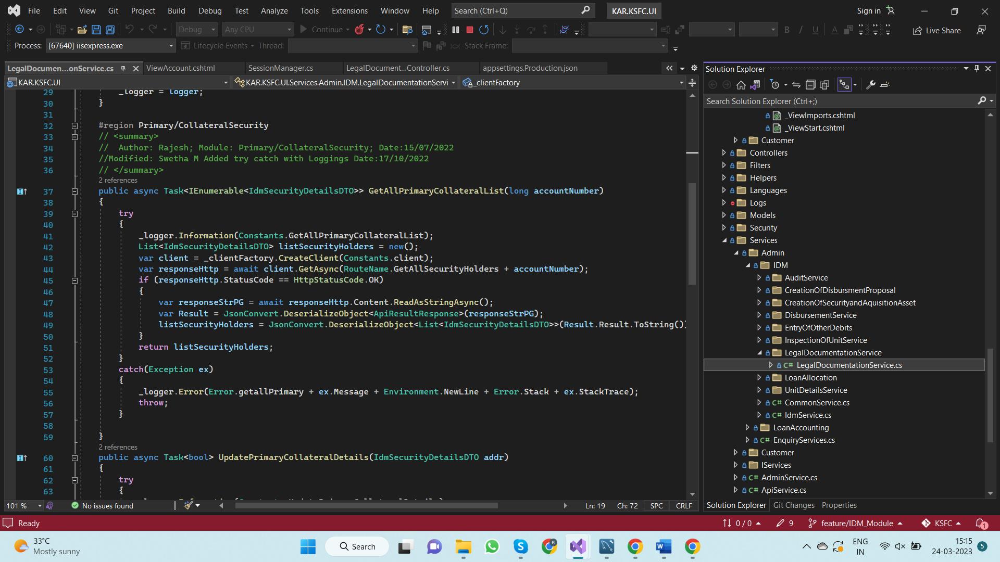 File Edit View Git Project Build Debug Test Analyze Tools Extensions Window Help Search (Ctrl+Q) KAR.KSFC.UI Sign in
Debug Any CPU Continue Live Share
Process: [67640] iisexpress.exe Lifecycle Events Thread: Stack Frame:
LegalDocumen...onService.cs ViewAccount.cshtml SessionManager.cs LegalDocument...Controller.cs appsettings.Production.json
KAR.KSFC.UI KAR.KSFC.UI.Services.Admin.IDM.LegalDocumentationServi _clientFactory
29 _logger = logger;
30 }
31
32 #region Primary/CollateralSecurity
33 // <summary>
34 //  Author: Rajesh; Module: Primary/CollateralSecurity; Date:15/07/2022
35 //Modified: Swetha M Added try catch with Loggings Date:17/10/2022
36 // </summary>
2 references
37 public async Task<IEnumerable<IdmSecurityDetailsDTO>> GetAllPrimaryCollateralList(long accountNumber)
38 {
39 try
40 {
41 _logger.Information(Constants.GetAllPrimaryCollateralList);
42 List<IdmSecurityDetailsDTO> listSecurityHolders = new();
43 var client = _clientFactory.CreateClient(Constants.client);
44 var responseHttp = await client.GetAsync(RouteName.GetAllSecurityHolders + accountNumber);
45 if (responseHttp.StatusCode == HttpStatusCode.OK)
46 {
47 var responseStrPG = await responseHttp.Content.ReadAsStringAsync();
48 var Result = JsonConvert.DeserializeObject<ApiResultResponse>(responseStrPG);
49 listSecurityHolders = JsonConvert.DeserializeObject<List<IdmSecurityDetailsDTO>>(Result.Result.ToString()
50 }
51 return listSecurityHolders;
52 }
53 catch(Exception ex)
54 {
55 _logger.Error(Error.getallPrimary + ex.Message + Environment.NewLine + Error.Stack + ex.StackTrace);
56 throw;
57 }
58
59 }
2 references
60 public async Task<bool> UpdatePrimaryCollateralDetails(IdmSecurityDetailsDTO addr)
61 {
62 try
63 {
101 % No issues found Ln: 19 Ch: 72 SPC CRLF
Solution Explorer
Search Solution Explorer (Ctrl+;)
_ViewImports.cshtml
_ViewStart.cshtml
Customer
Controllers
Filters
Helpers
Languages
Logs
Models
Security
Services
Admin
IDM
AuditService
CreationOfDisbursmentProposal
CreationOfSecurityandAquisitionAsset
DisbursementService
EntryOfOtherDebits
InspectionOfUnitService
LegalDocumentationService
C# LegalDocumentationService.cs
LoanAllocation
UnitDetailsService
C# CommonService.cs
C# IdmService.cs
LoanAccounting
C# EnquiryServices.cs
Customer
IServices
C# AdminService.cs
C# ApiService.cs
Solution Explorer Git Changes Properties
Ready 0 / 0 9 feature/IDM_Module KSFC 1
33°C
Mostly sunny
Search
R
ENG
IN
15:15
24-03-2023
5